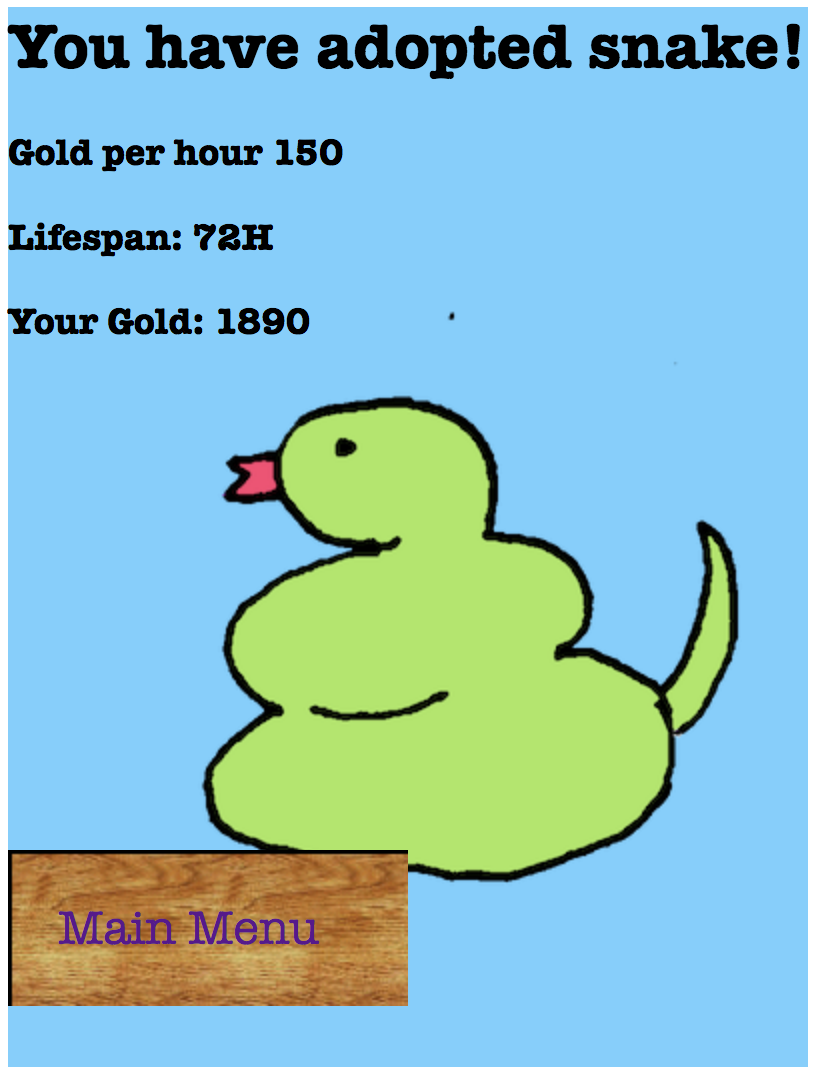 You have adopted snake!
Gold per hour 150
Lifespan: 72H
Your Gold: 1890
Main Menu